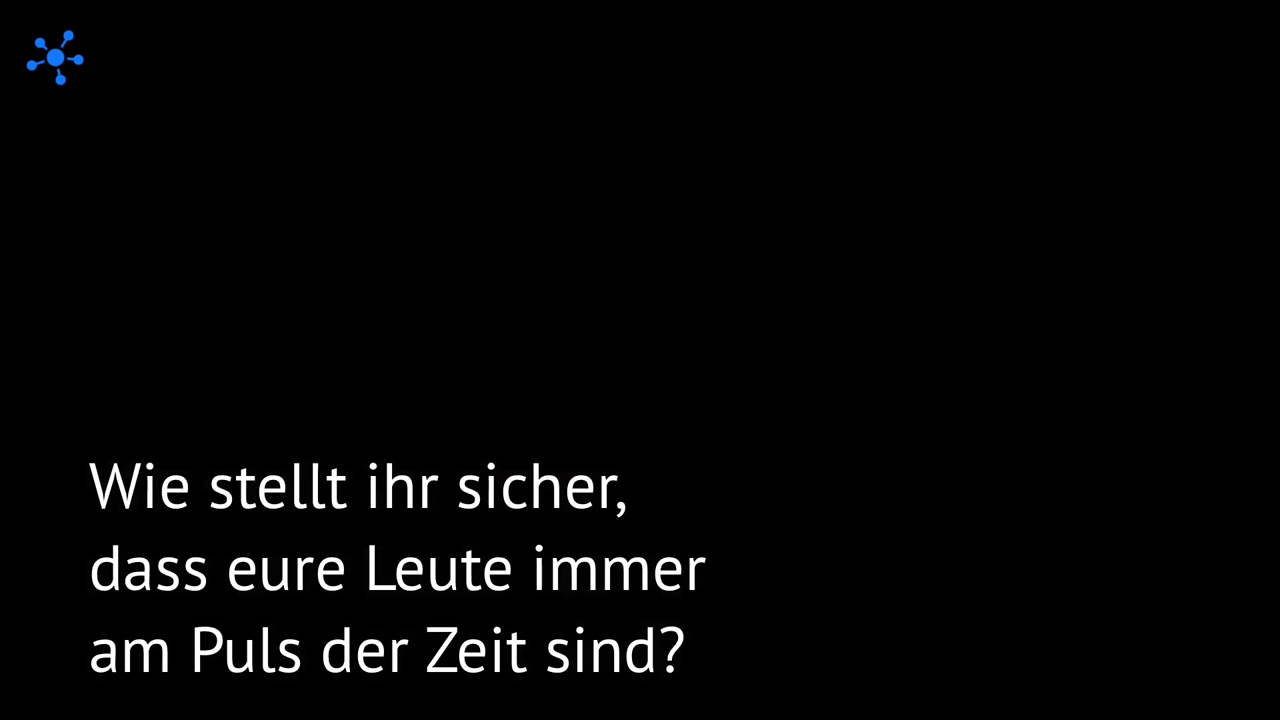 Wie stellt ihr sicher,
dass eure Leute immer
am Puls der Zeit sind?